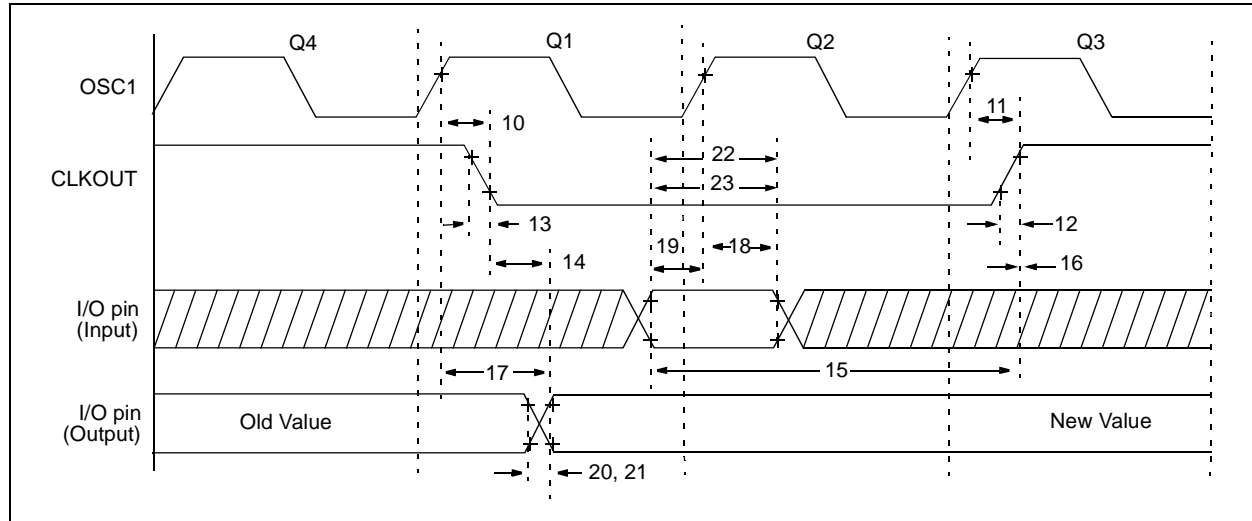 Q4 Q1 Q2 Q3
OSC1
10 11
22
CLKOUT
23
13 12
19 18
14 16
I/O pin
(Input)
17 15
I/O pin
(Output)
Old Value New Value
20, 21